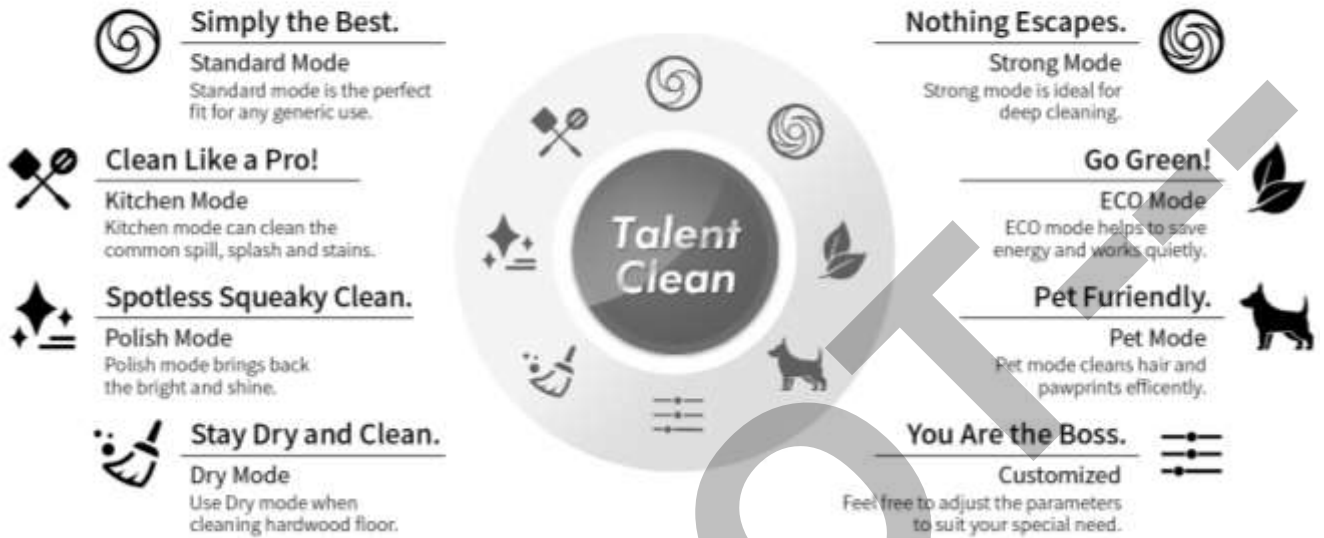 Simply the Best.
Standard Mode
Standard mode is the perfect
fit for any generic use.
Clean Like a Pro!
Kitchen Mode
Kitchen mode can clean the
common spill, splash and stains.
Spotless Squeaky Clean.
Polish Mode
Polish mode brings back
the bright and shine.
Stay Dry and Clean.
Dry Mode
Use Dry mode when
cleaning hardwood floor.
Talent
Clean
Nothing Escapes.
Strong Mode
Strong mode is ideal for
deep cleaning.
Go Green!
ECO Mode
ECO mode helps to save
energy and works quietly.
Pet Furiendly.
Pet Mode
Pet mode cleans hair and
pawprints efficently.
You Are the Boss.
Customized
Feel free to adjust the parameters
to suit your special need.